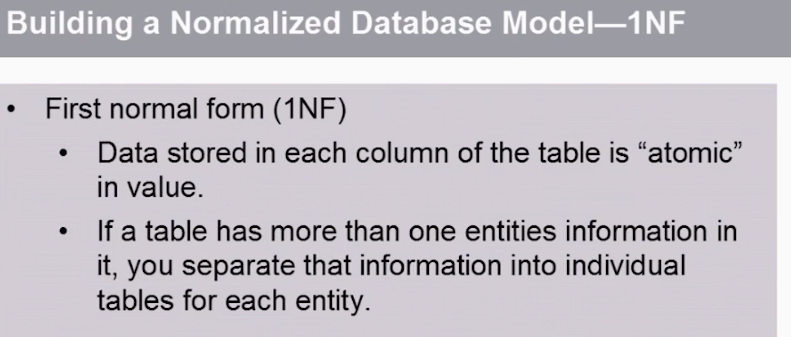 Building a Normalized Database Model—1NF
• First normal form (1NF)
• Data stored in each column of the table is “atomic”
in value.
• If a table has more than one entities information in
it, you separate that information into individual
tables for each entity.